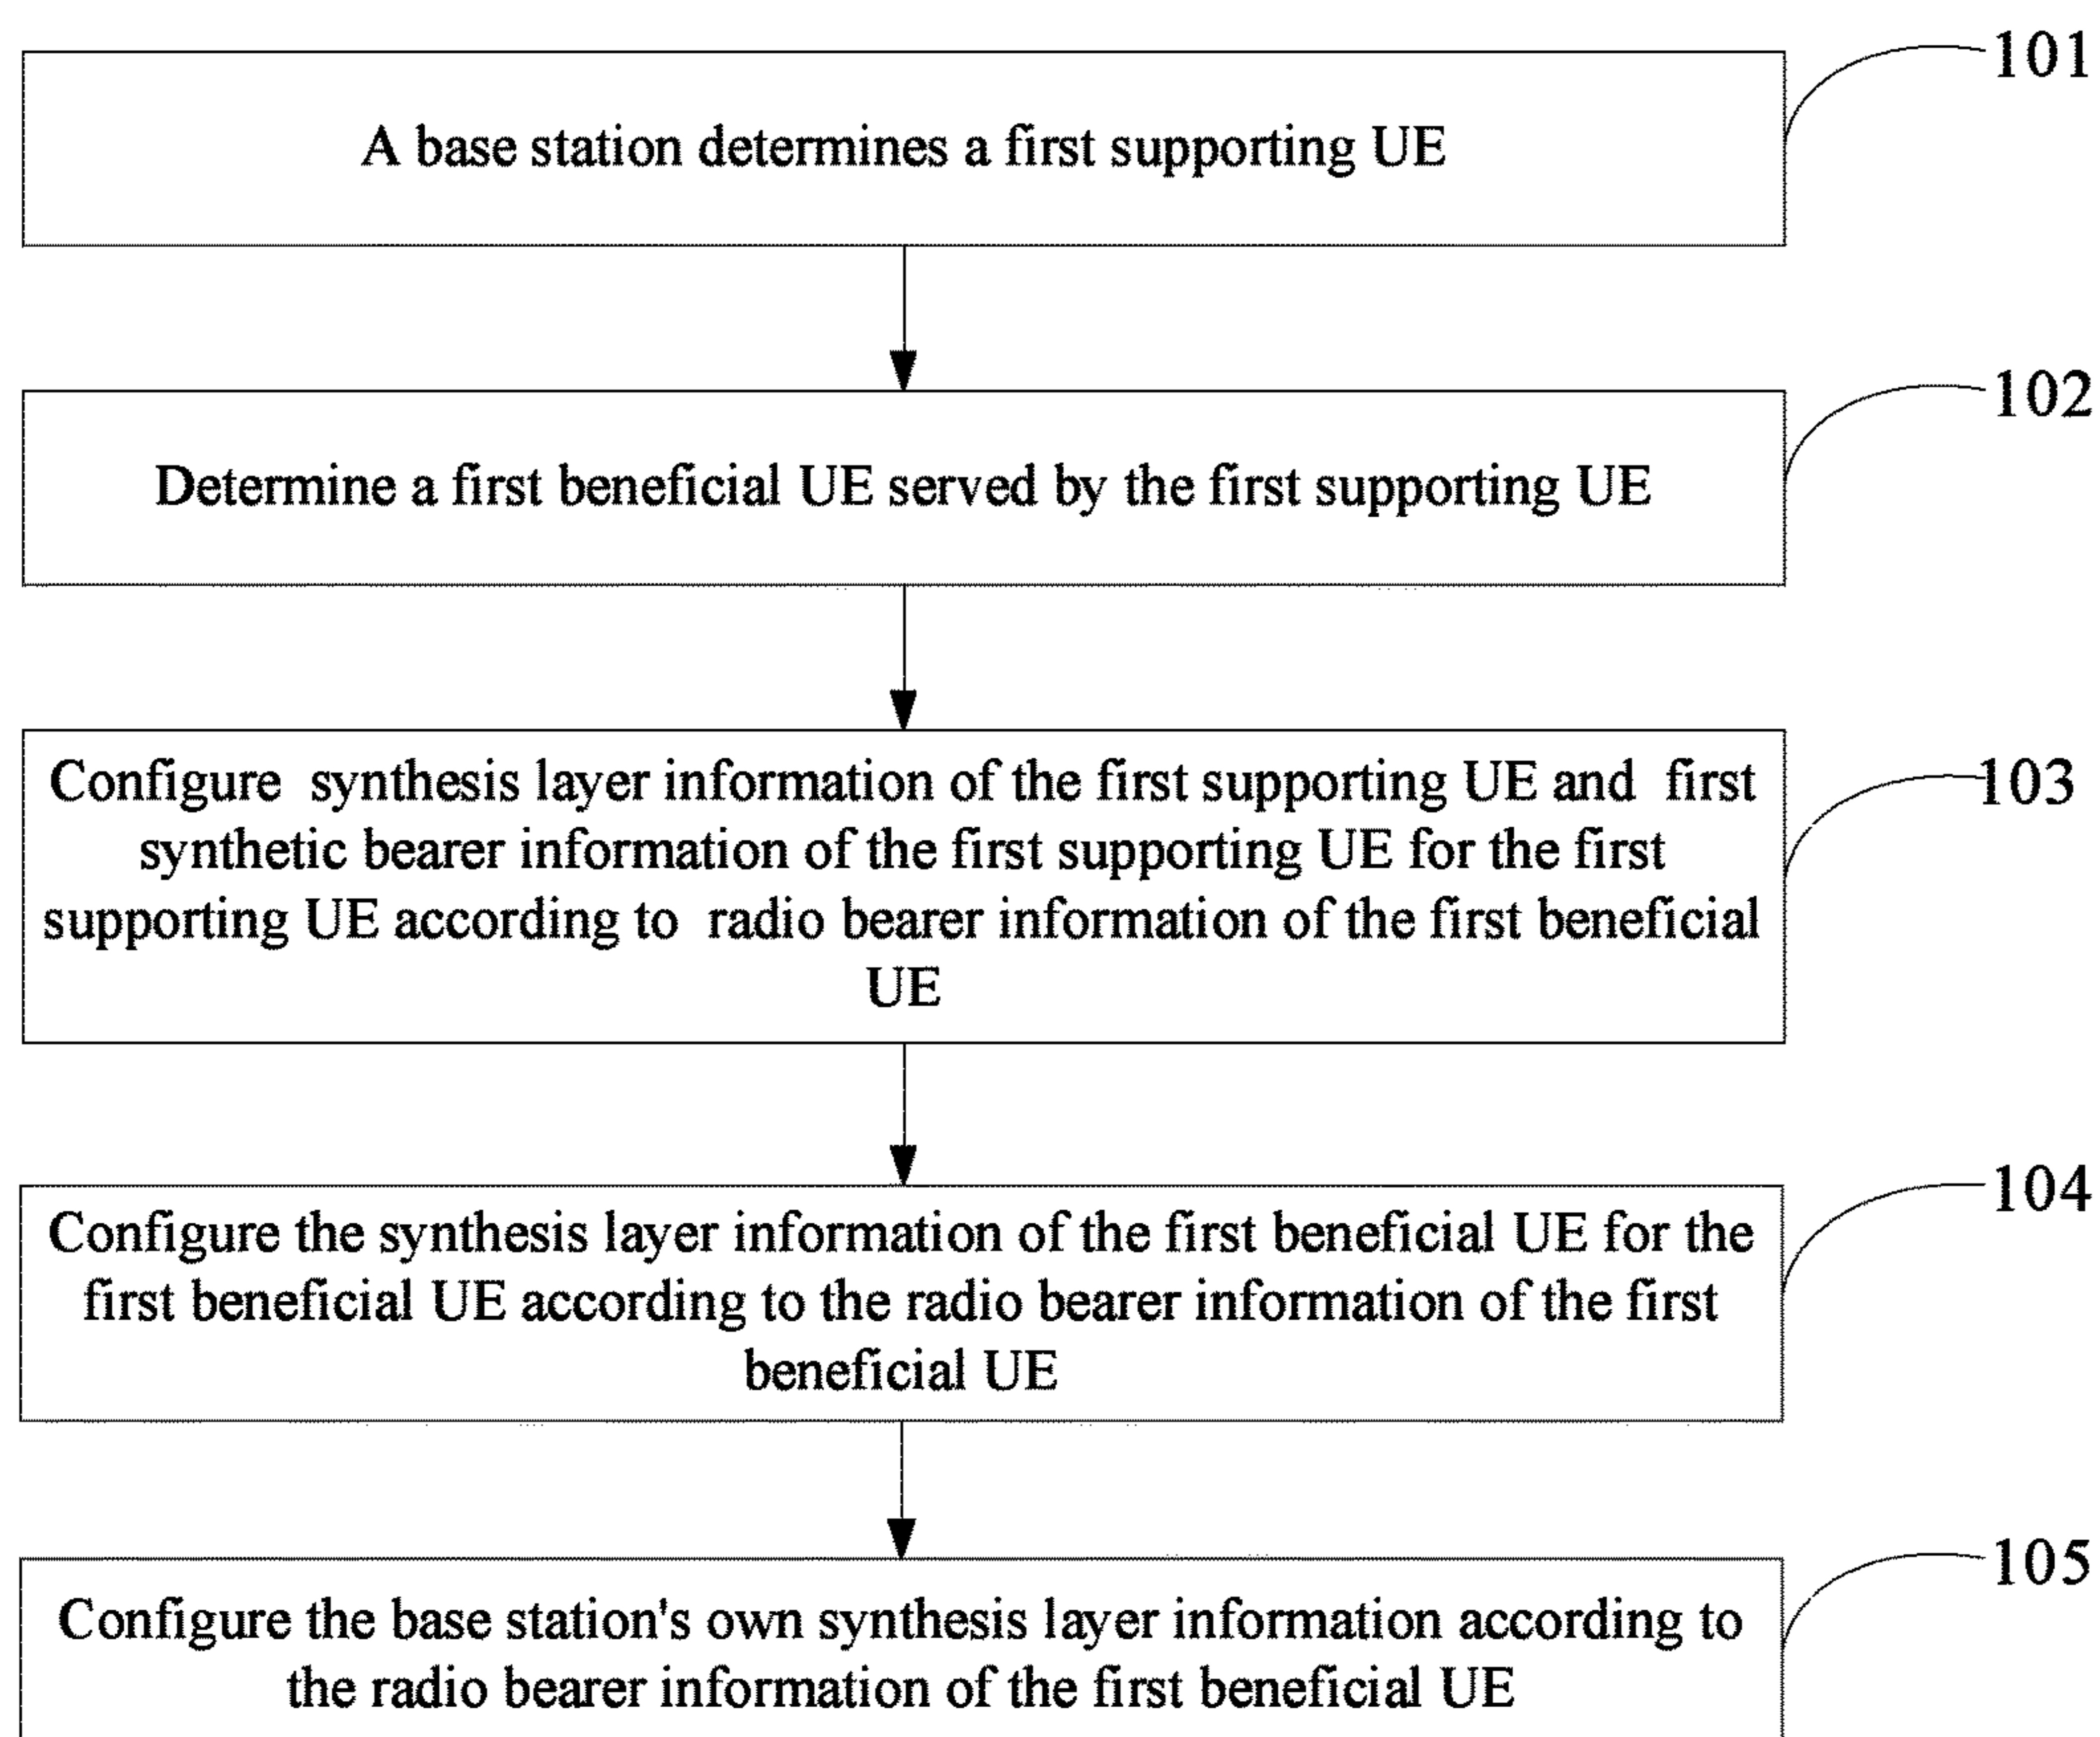 101
A base station determines a first supporting UE
102
Determine a first beneficial UE served by the first supporting UE
103
Configure synthesis layer information of the first supporting UE and first
synthetic bearer information of the first supporting UE for the first
supporting UE according to radio bearer information of the first beneficial
UE
104
Configure the synthesis layer information of the first beneficial UE for the
first beneficial UE according to the radio bearer information of the first
beneficial UE
105
Configure the base station's own synthesis layer information according to
the radio bearer information of the first beneficial UE